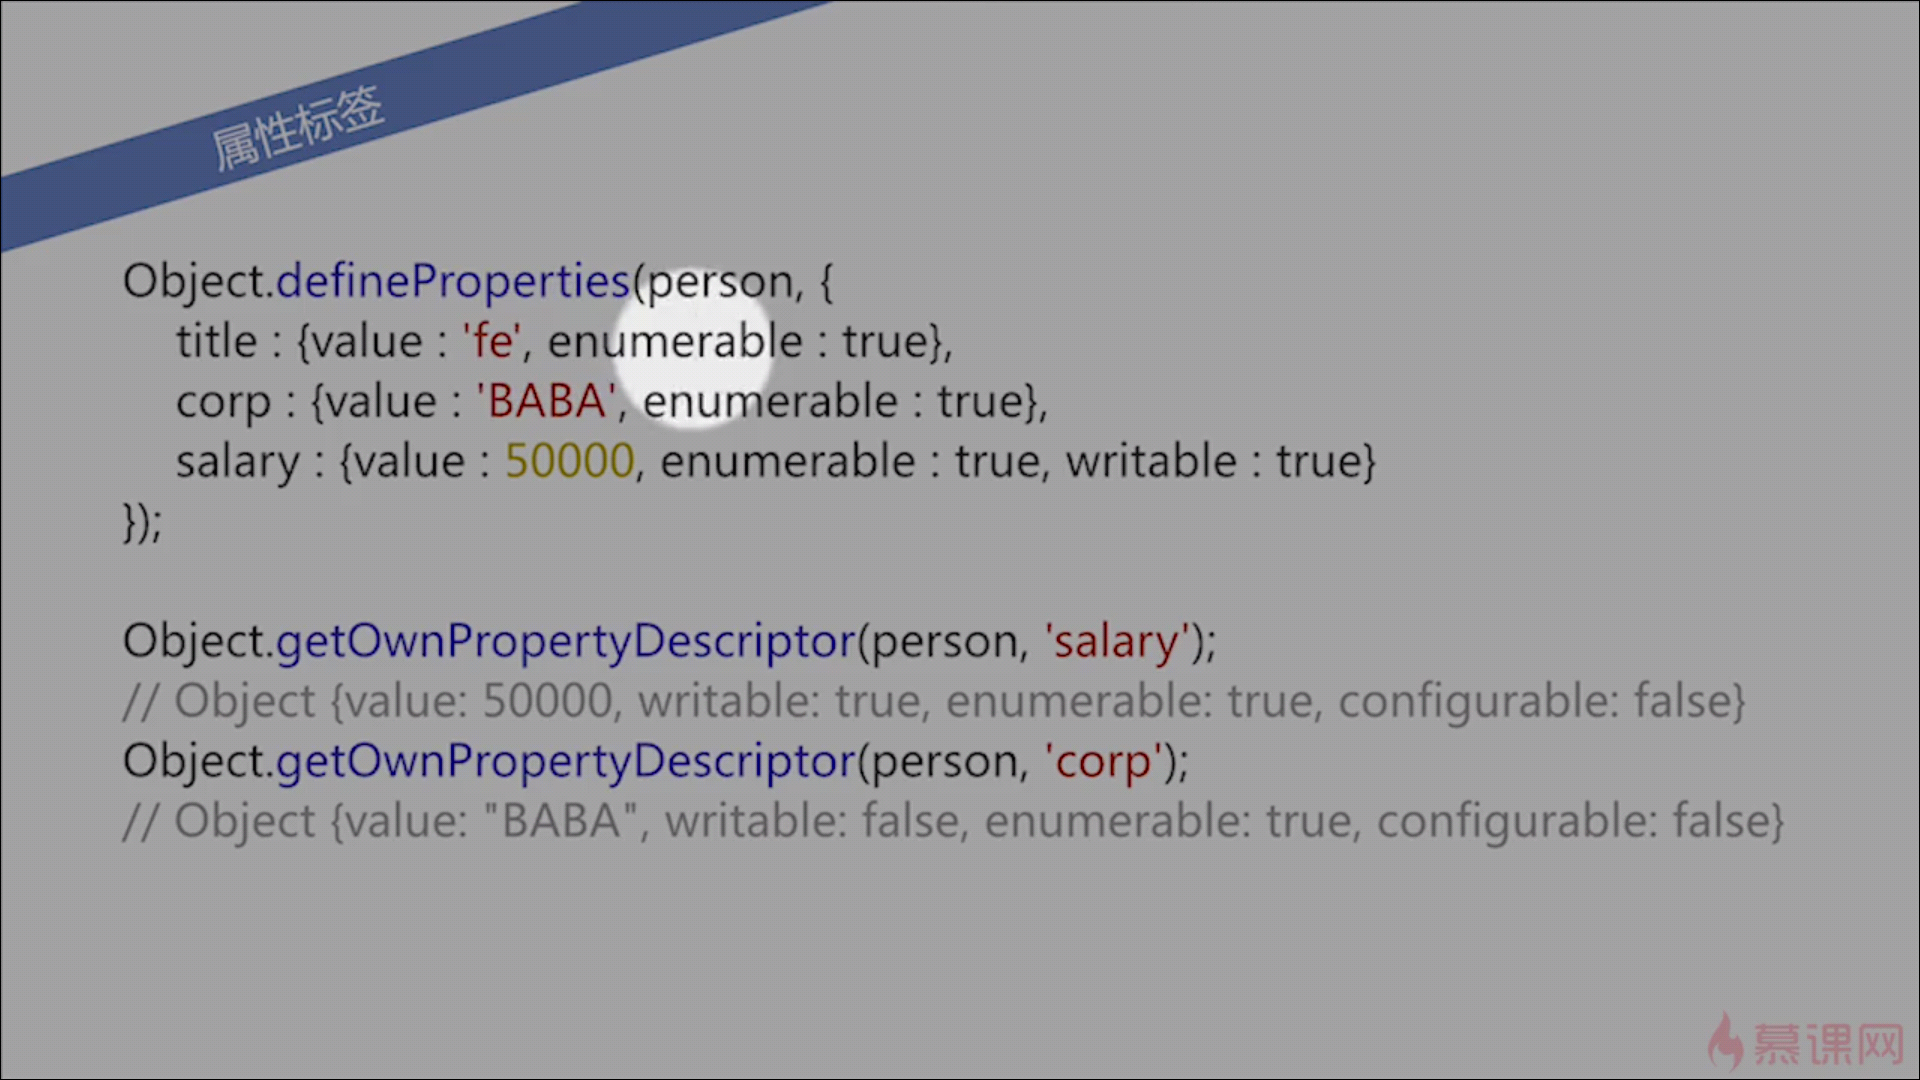 属性标签
Object.defineProperties(person, {
title : {value : 'fe', enumerable : true},
corp : {value : 'BABA', enumerable : true},
salary : {value : 50000, enumerable : true, writable : true}
});
Object.getOwnPropertyDescriptor(person, 'salary');
// Object {value: 50000, writable: true, enumerable: true, configurable: false}
Object.getOwnPropertyDescriptor(person, 'corp');
// Object {value: "BABA", writable: false, enumerable: true, configurable: false}
慕课网